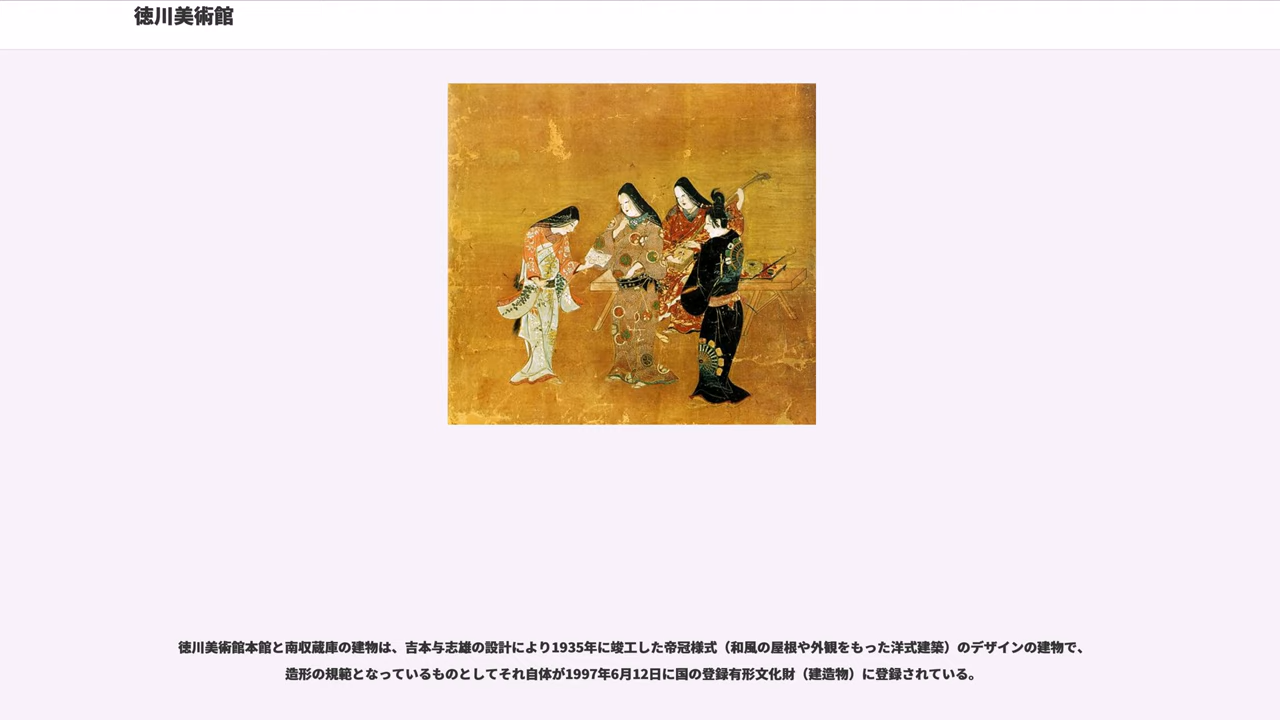 徳川美術館
徳川美術館本館と南収蔵庫の建物は、吉本与志雄の設計により1935年に竣工した帝冠様式（和風の屋根や外観をもった洋式建築）のデザインの建物で、
造形の規範となっているものとしてそれ自体が1997年6月12日に国の登録有形文化財（建造物）に登録されている。